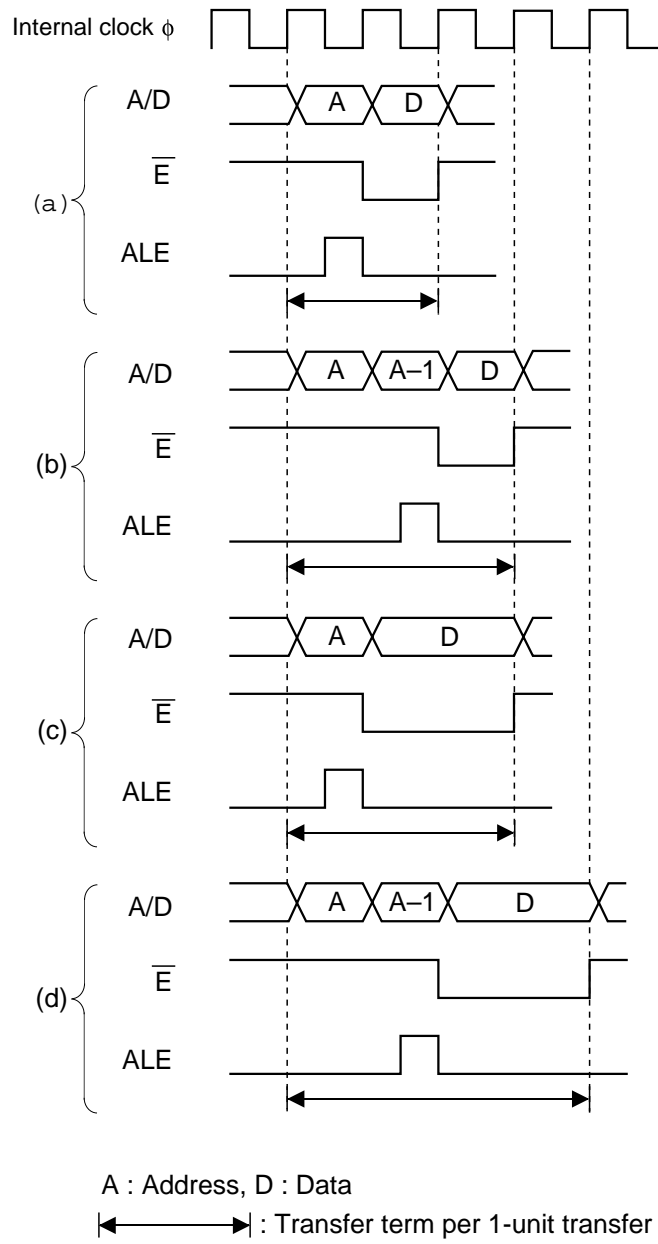 Internal clock ϕ
(a)
A/D A D
E̅
ALE
(b)
A/D A A–1 D
E̅
ALE
(c)
A/D A D
E̅
ALE
(d)
A/D A A–1 D
E̅
ALE
A : Address, D : Data
: Transfer term per 1-unit transfer